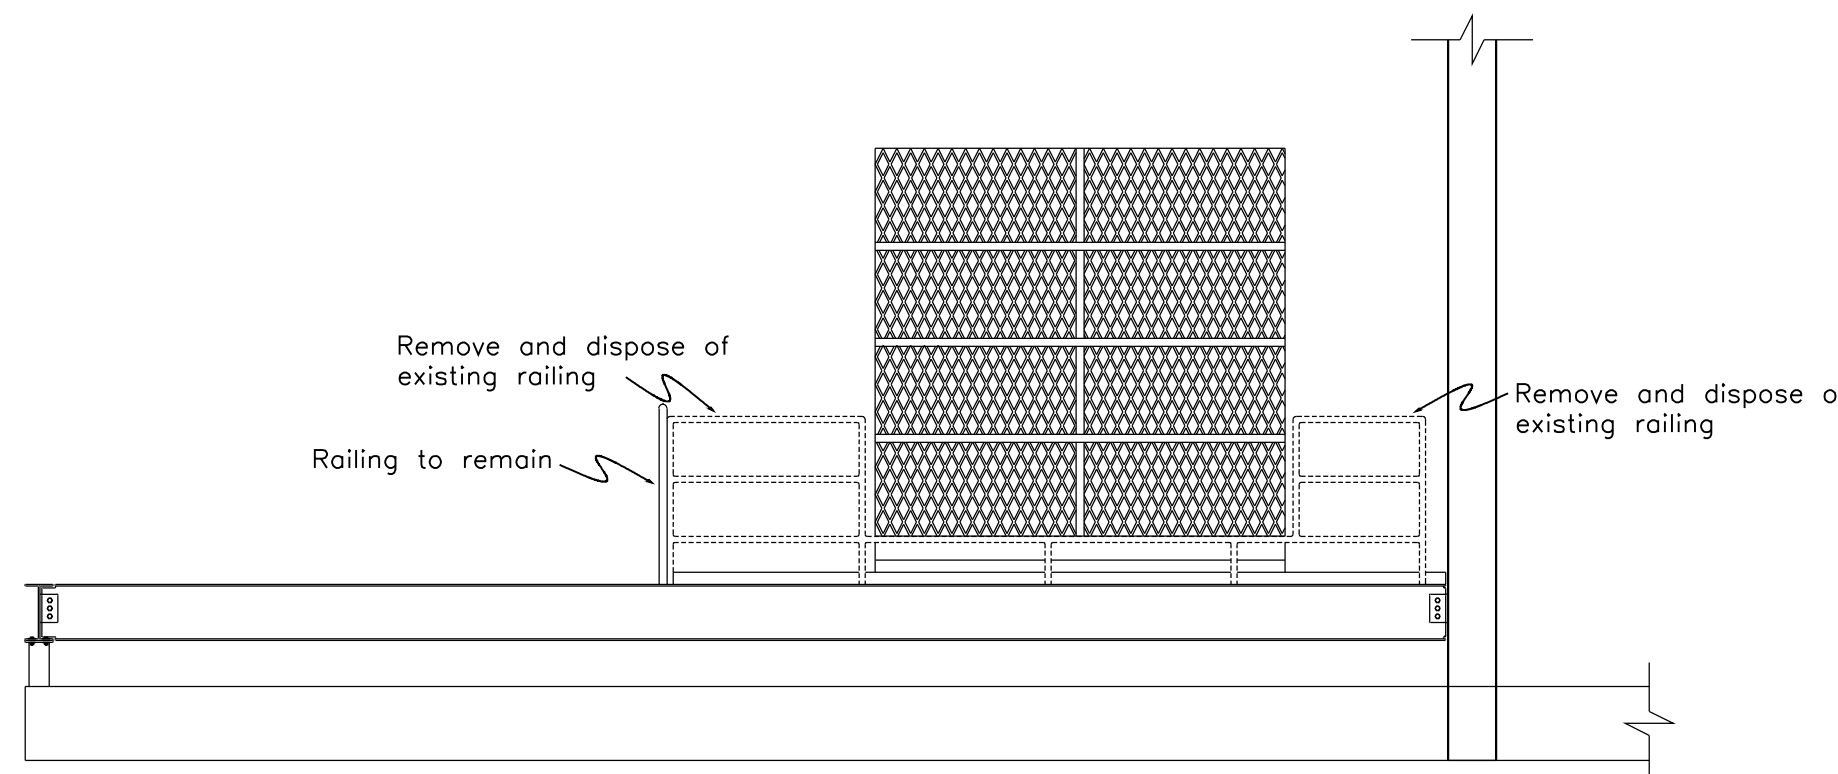 Remove and dispose of
existing railing
Railing to remain
Remove and dispose o
existing railing